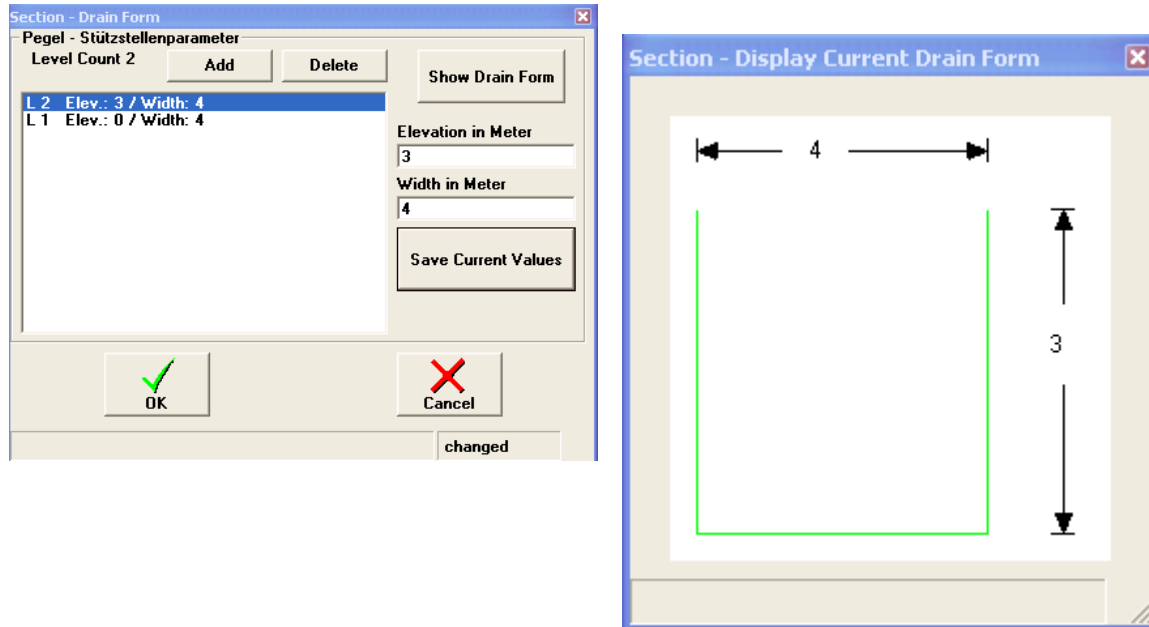 Section - Drain Form
Pegel - Stützstellenparameter
Level Count 2
Add
Delete
Show Drain Form
L 2 Elev.: 3 / Width: 4
L 1 Elev.: 0 / Width: 4
Elevation in Meter
3
Width in Meter
4
Save Current Values
OK
Cancel
changed
Section - Display Current Drain Form
4
3